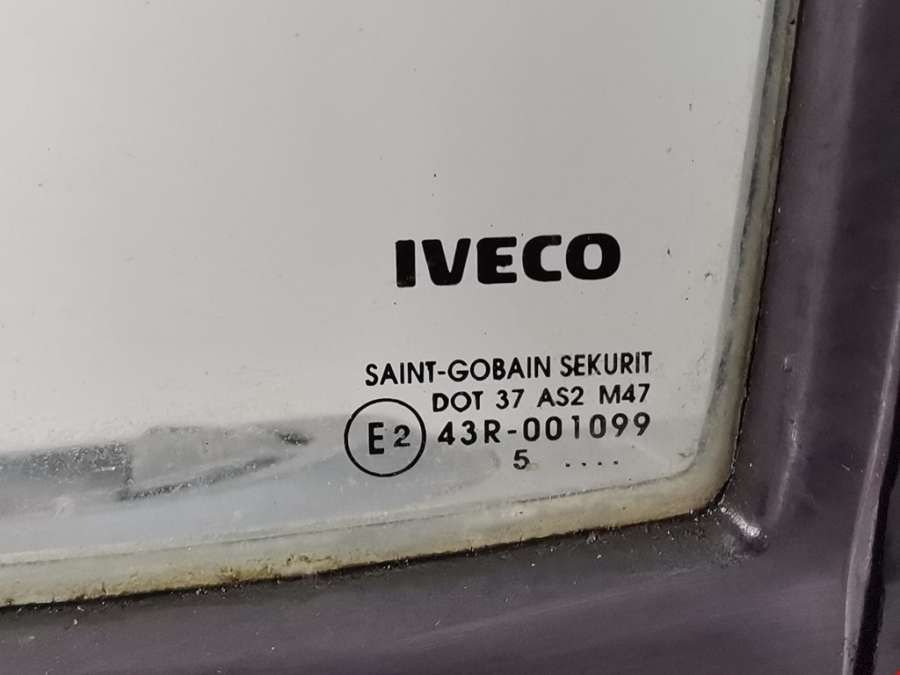 IVECO
SAINT-GOBAIN SEKURIT
DOT 37 AS2 M47
E2 43R-001099
5 ....